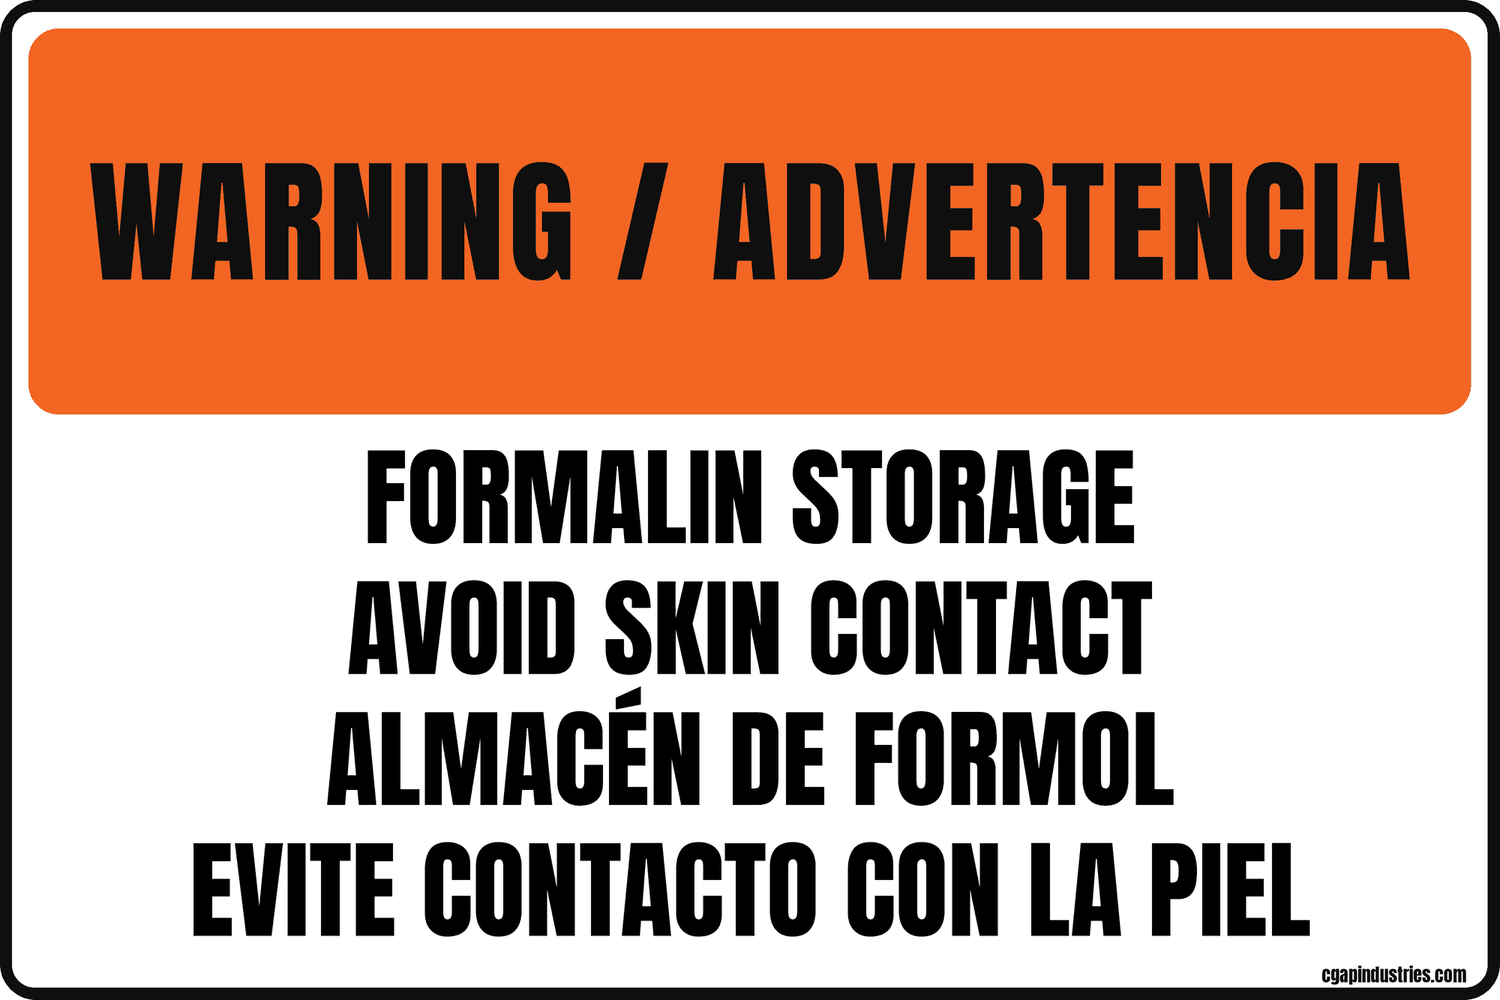 WARNING / ADVERTENCIA
FORMALIN STORAGE
AVOID SKIN CONTACT
ALMACÉN DE FORMOL
EVITE CONTACTO CON LA PIEL
cgapindustries.com